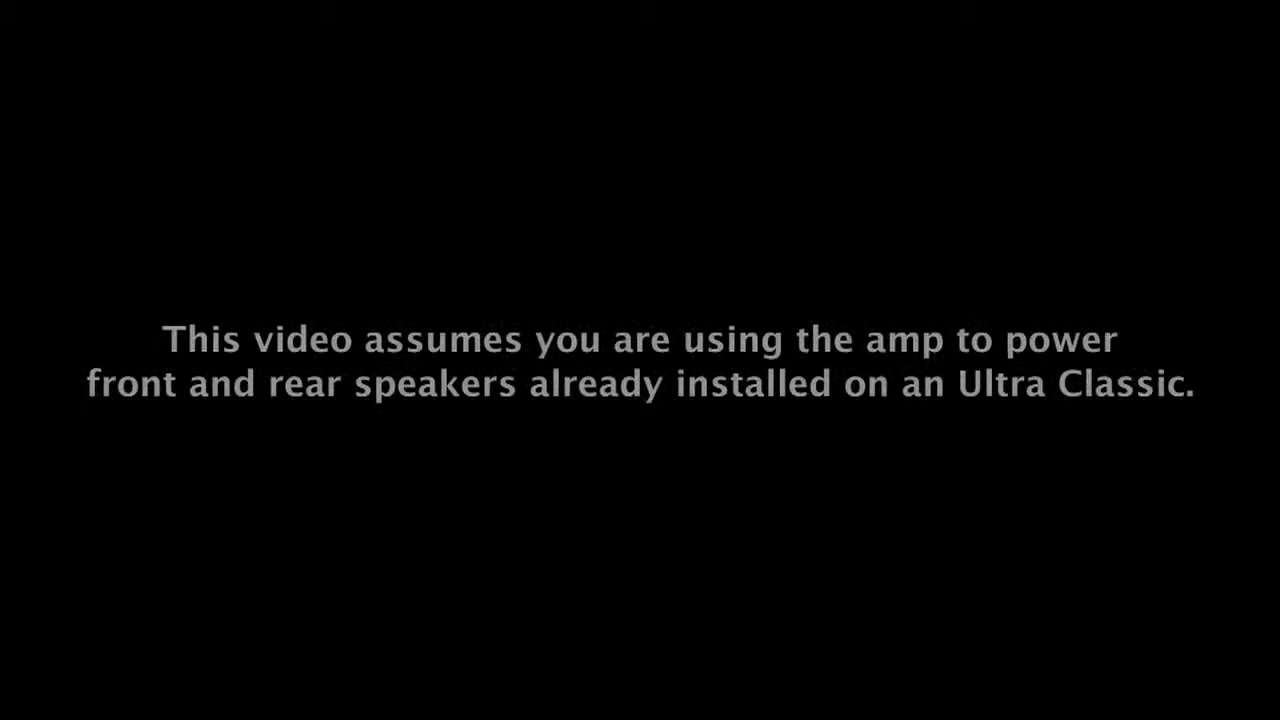 This video assumes you are using the amp to power
front and rear speakers already installed on an Ultra Classic.